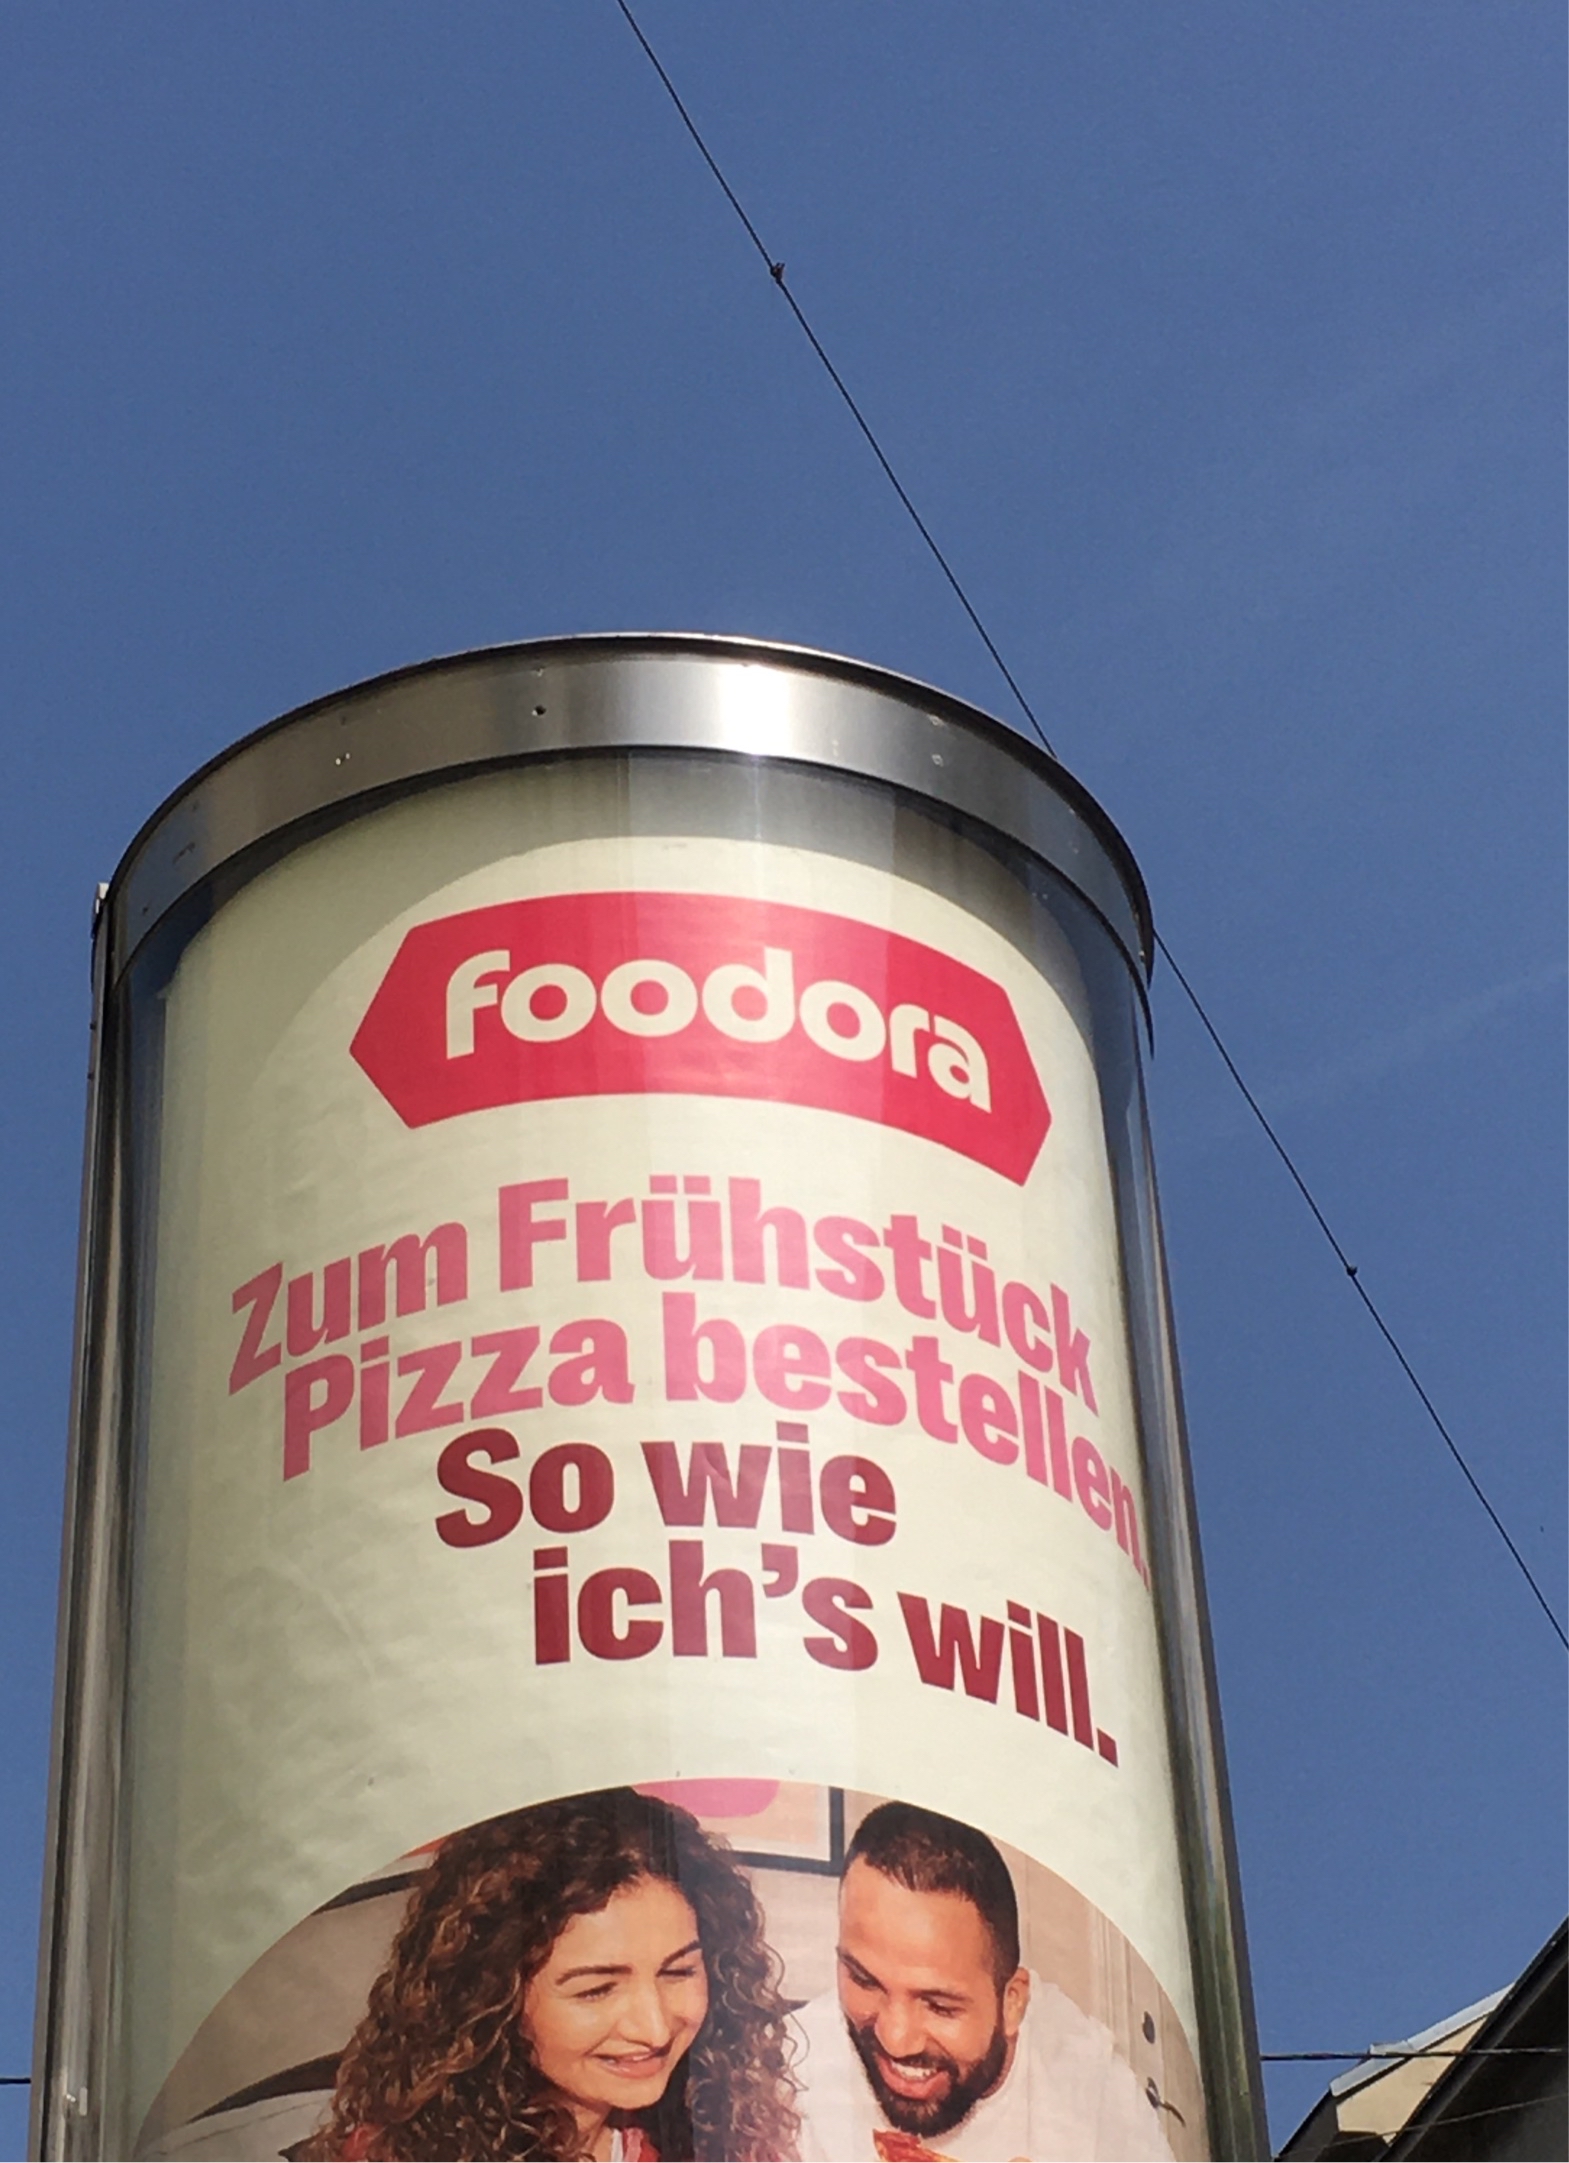 foodora
Zum Frühstück
Pizza bestellen.
So wie
ich's will.